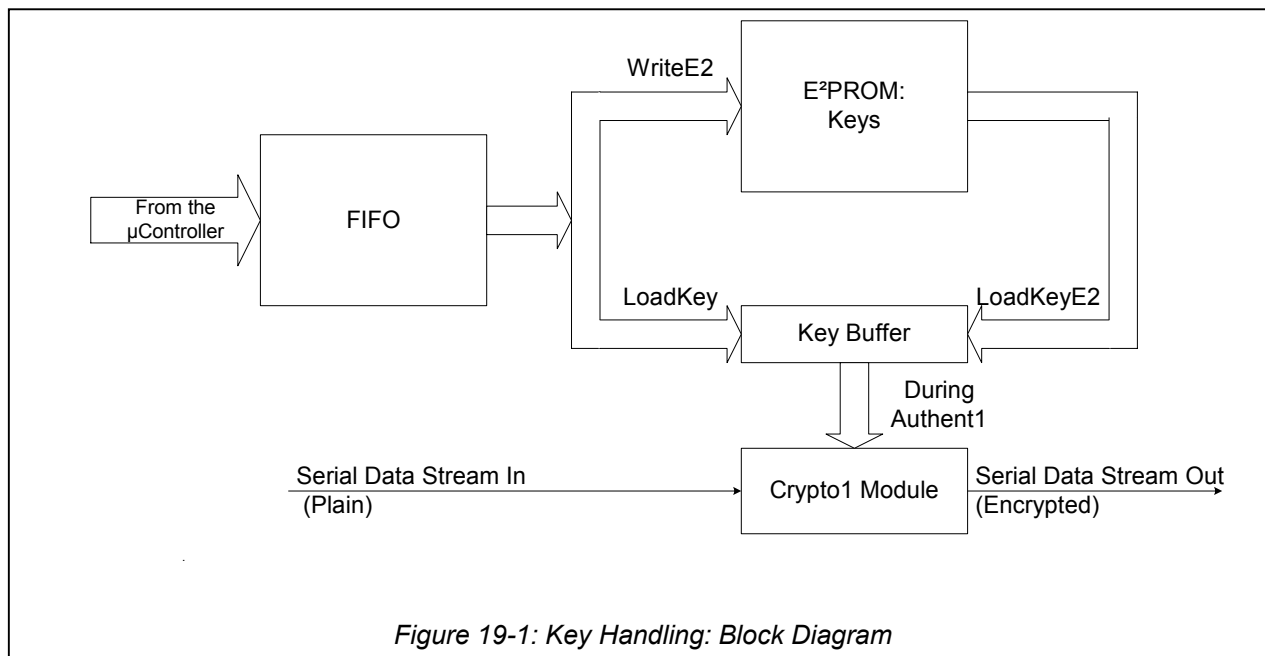 WriteE2
E²PROM:
Keys
From the
µController
FIFO
LoadKey
LoadKeyE2
Key Buffer
During
Authent1
Serial Data Stream In
(Plain)
Crypto1 Module
Serial Data Stream Out
(Encrypted)
Figure 19-1: Key Handling: Block Diagram